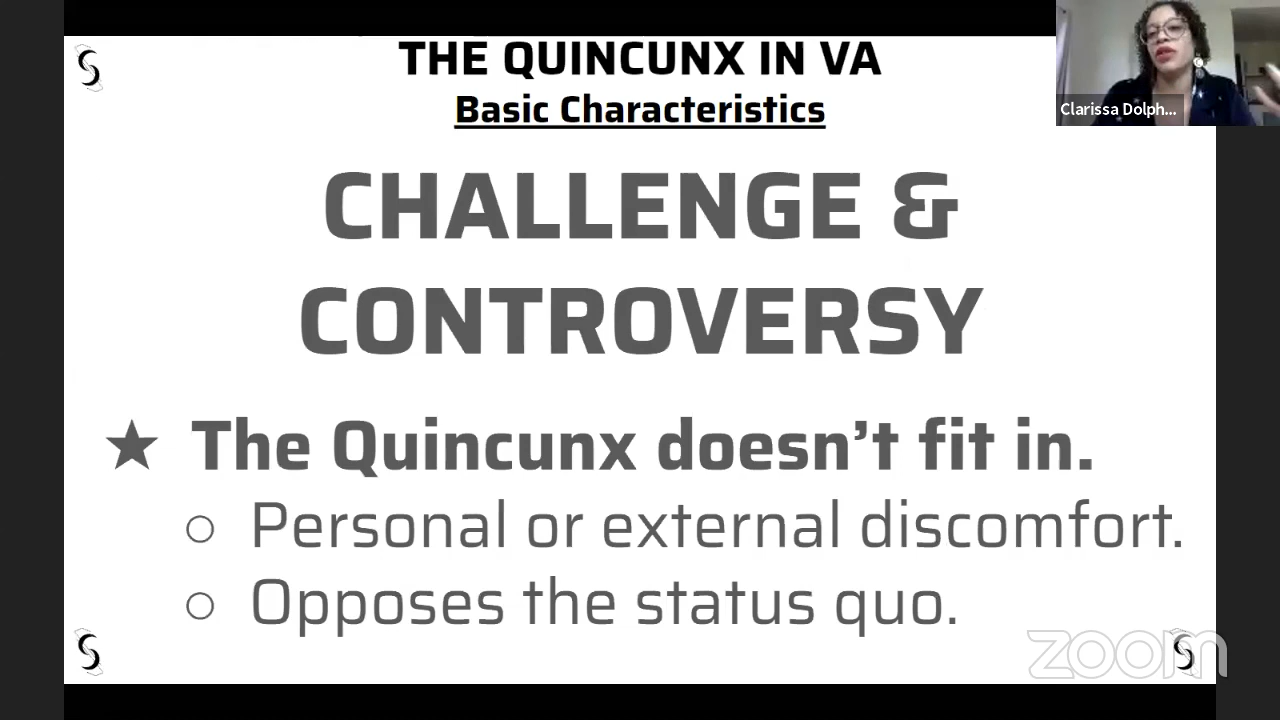 THE QUINCUNX IN VA
Basic Characteristics
Clarissa Dolph...
CHALLENGE &
CONTROVERSY
★ The Quincunx doesn’t fit in.
○ Personal or external discomfort.
○ Opposes the status quo.
zoom